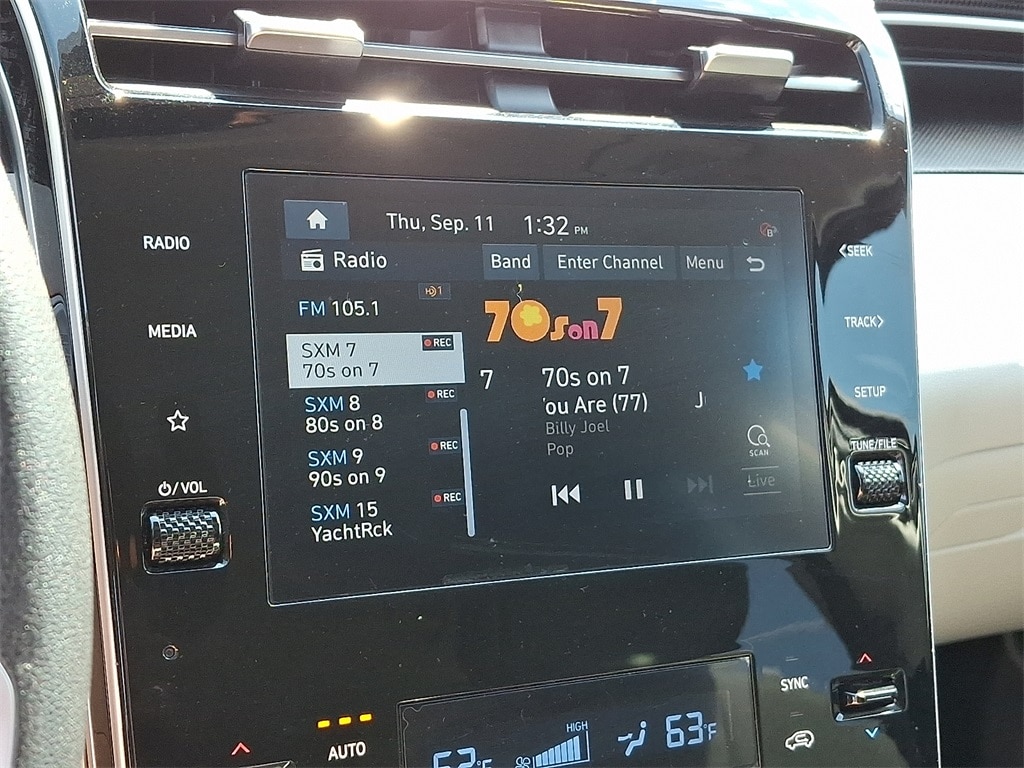 RADIO
MEDIA
⏻/VOL
Thu, Sep. 11 1:32 PM
Radio Band Enter Channel Menu
FM 105.1 HD 1
SXM 7 REC
70s on 7
SXM 8 REC
80s on 8
SXM 9 REC
90s on 9
SXM 15 REC
YachtRck
70s on 7
7 70s on 7
'ou Are (77) J
Billy Joel
Pop
SCAN
Live
<SEEK
TRACK>
SETUP
TUNE/FILE
AUTO
HIGH
63°F
SYNC